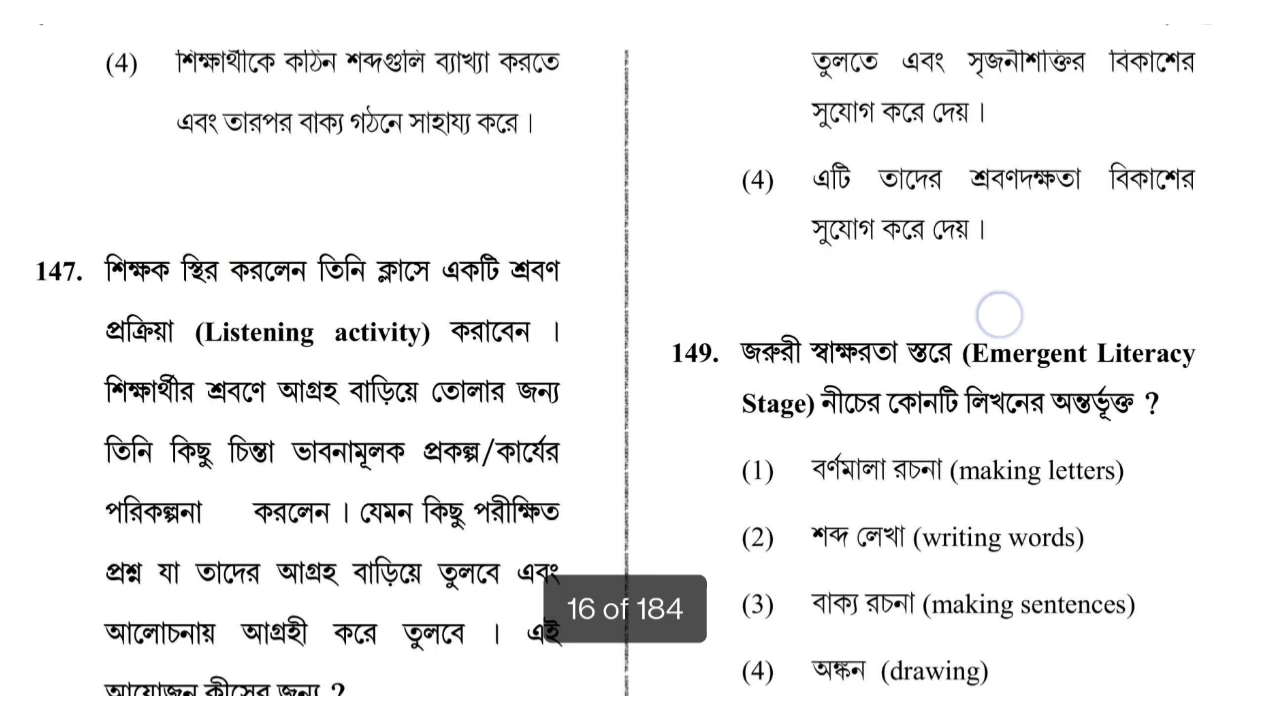 (4) শিক্ষার্থীকে কঠিন শব্দগুলি ব্যাখ্যা করতে
এবং তারপর বাক্য গঠনে সাহায্য করে।
147. শিক্ষক স্থির করলেন তিনি ক্লাসে একটি শ্রবণ
প্রক্রিয়া (Listening activity) করাবেন ।
শিক্ষার্থীর শ্রবণে আগ্রহ বাড়িয়ে তোলার জন্য
তিনি কিছু চিন্তা ভাবনামূলক প্রকল্প/কার্যের
পরিকল্পনা করলেন । যেমন কিছু পরীক্ষিত
প্রশ্ন যা তাদের আগ্রহ বাড়িয়ে তুলবে এবং
আলোচনায় আগ্রহী করে তুলবে । এই
আয়োজন কীসের জন্য ?
তুলতে এবং সৃজনীশক্তির বিকাশের
সুযোগ করে দেয় ।
(4) এটি তাদের শ্রবণদক্ষতা বিকাশের
সুযোগ করে দেয় ।
149. জরুরী স্বাক্ষরতা স্তরে (Emergent Literacy
Stage) নীচের কোনটি লিখনের অন্তর্ভূক্ত ?
(1) বর্ণমালা রচনা (making letters)
(2) শব্দ লেখা (writing words)
(3) বাক্য রচনা (making sentences)
(4) অঙ্কন (drawing)
16 of 184